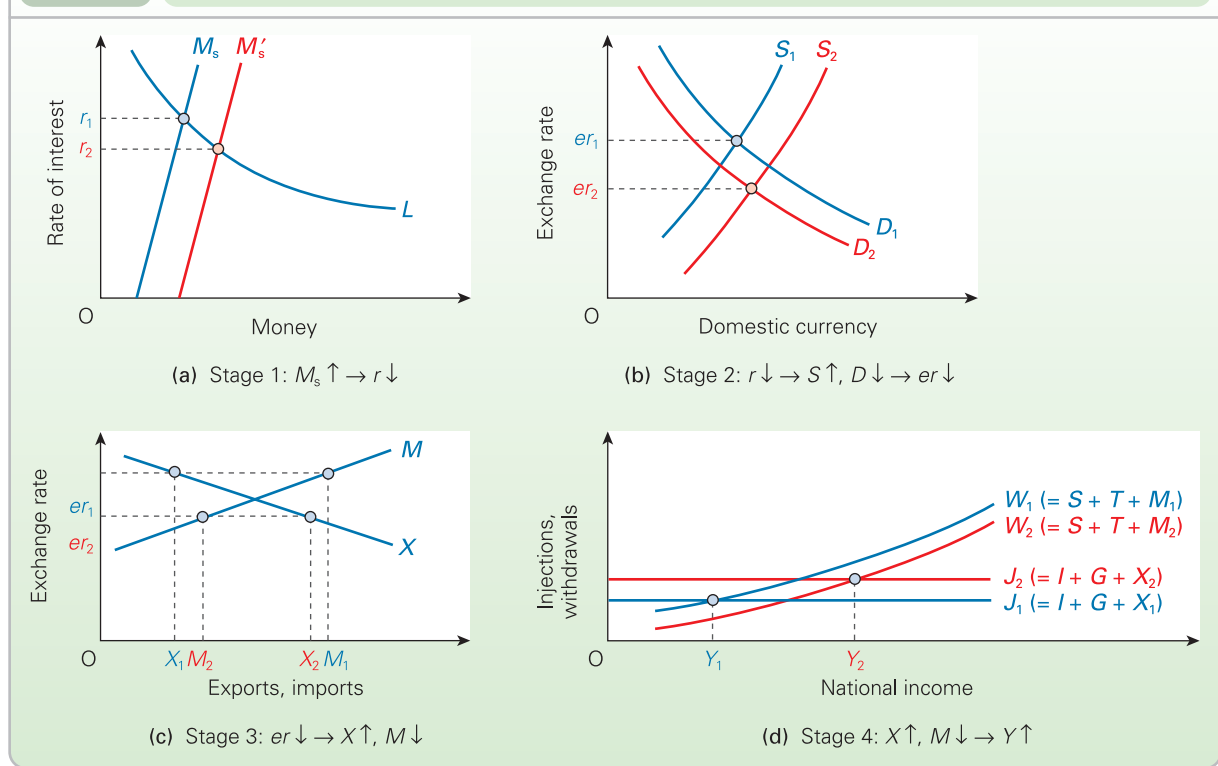 Rate of interest
r₁
r₂
Mₛ
M′ₛ
L
O
Money
(a) Stage 1: Mₛ ↑ → r ↓
Exchange rate
er₁
er₂
S₁
S₂
D₁
D₂
O
Domestic currency
(b) Stage 2: r ↓ → S ↑, D ↓ → er ↓
Exchange rate
er₁
er₂
M
X
O
X₁ M₂ X₂ M₁
Exports, imports
(c) Stage 3: er ↓ → X ↑, M ↓
Injections,
withdrawals
W₁ (= S + T + M₁)
W₂ (= S + T + M₂)
J₂ (= I + G + X₂)
J₁ (= I + G + X₁)
O
Y₁
Y₂
National income
(d) Stage 4: X ↑, M ↓ → Y ↑